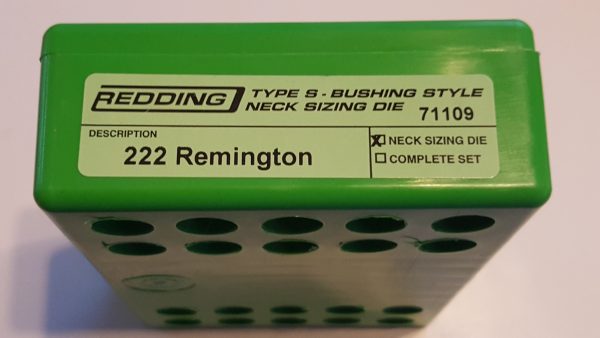 REDDING TYPE S - BUSHING STYLE
NECK SIZING DIE 71109
DESCRIPTION
222 Remington
X NECK SIZING DIE
COMPLETE SET